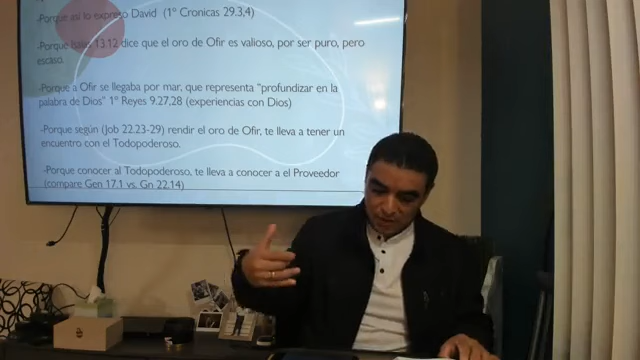 -Porque así lo expreso David (1º Cronicas 29.3,4)
-Porque Isaías 13.12 dice que el oro de Ofir es valioso, por ser puro, pero
escaso.
-Porque a Ofir se llegaba por mar, que representa "profundizar en la
palabra de Dios" 1º Reyes 9.27,28 (experiencias con Dios)
-Porque según (Job 22.23-29) rendir el oro de Ofir, te lleva a tener un
encuentro con el Todopoderoso.
-Porque conocer al Todopoderoso, te lleva a conocer a el Proveedor
(compare Gen 17.1 vs. Gn 22.14)